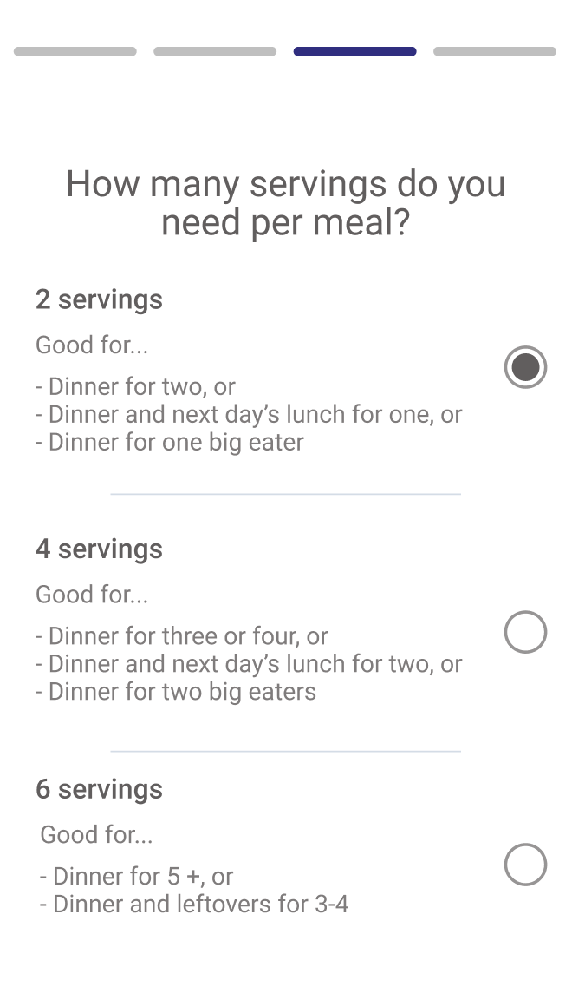 How many servings do you
need per meal?
2 servings
Good for...
- Dinner for two, or
- Dinner and next day’s lunch for one, or
- Dinner for one big eater
4 servings
Good for...
- Dinner for three or four, or
- Dinner and next day’s lunch for two, or
- Dinner for two big eaters
6 servings
Good for...
- Dinner for 5 +, or
- Dinner and leftovers for 3-4